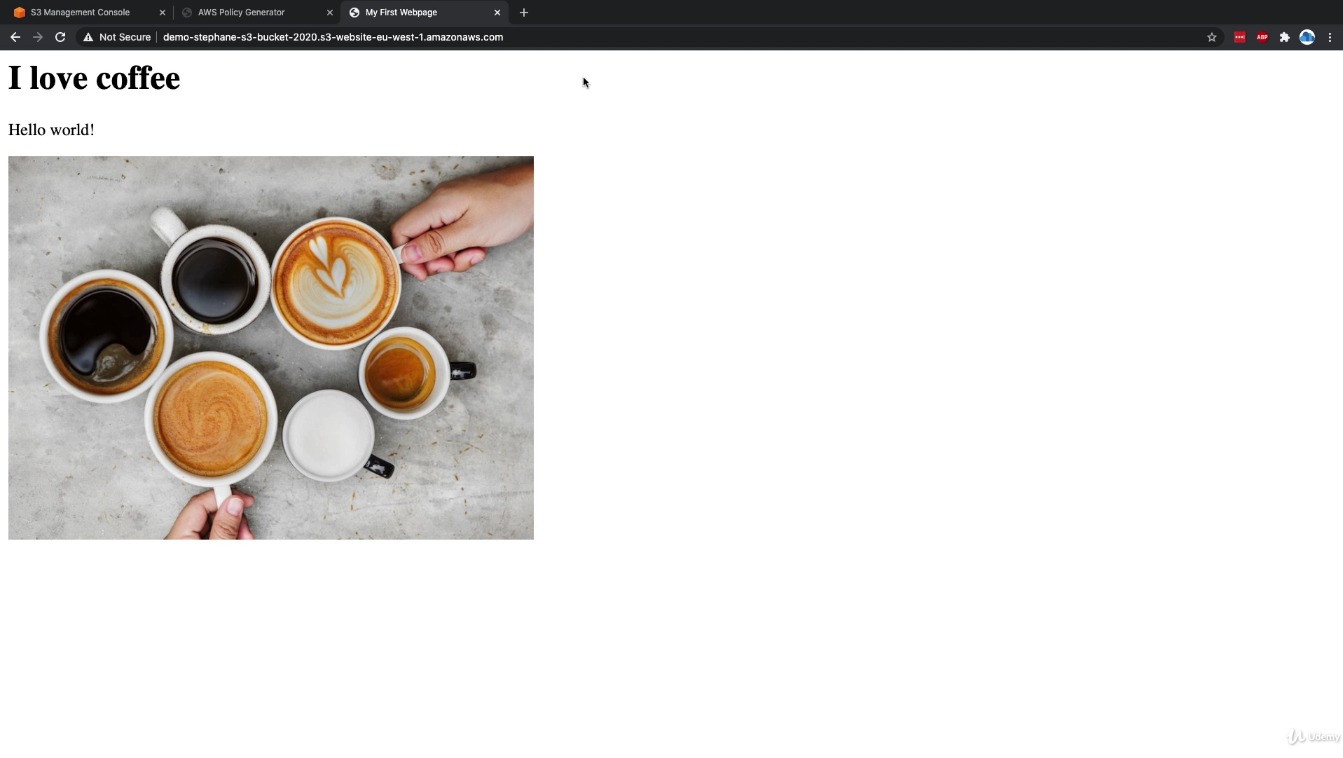 S3 Management Console
AWS Policy Generator
My First Webpage
Not Secure
demo-stephane-s3-bucket-2020.s3-website-eu-west-1.amazonaws.com
ABP
I love coffee
Hello world!
Udemy